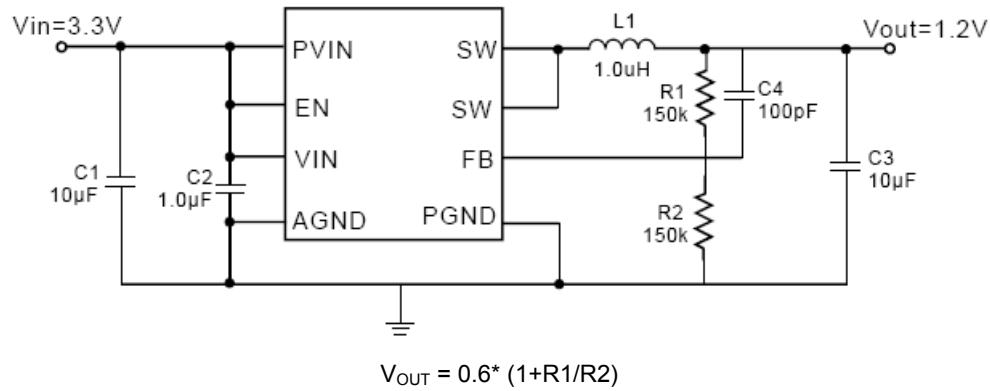 Vin=3.3V
Vout=1.2V
L1
1.0uH
PVIN
SW
EN
SW
VIN
FB
AGND
PGND
C1
10µF
C2
1.0µF
R1
150k
C4
100pF
R2
150k
C3
10µF
VOUT = 0.6* (1+R1/R2)